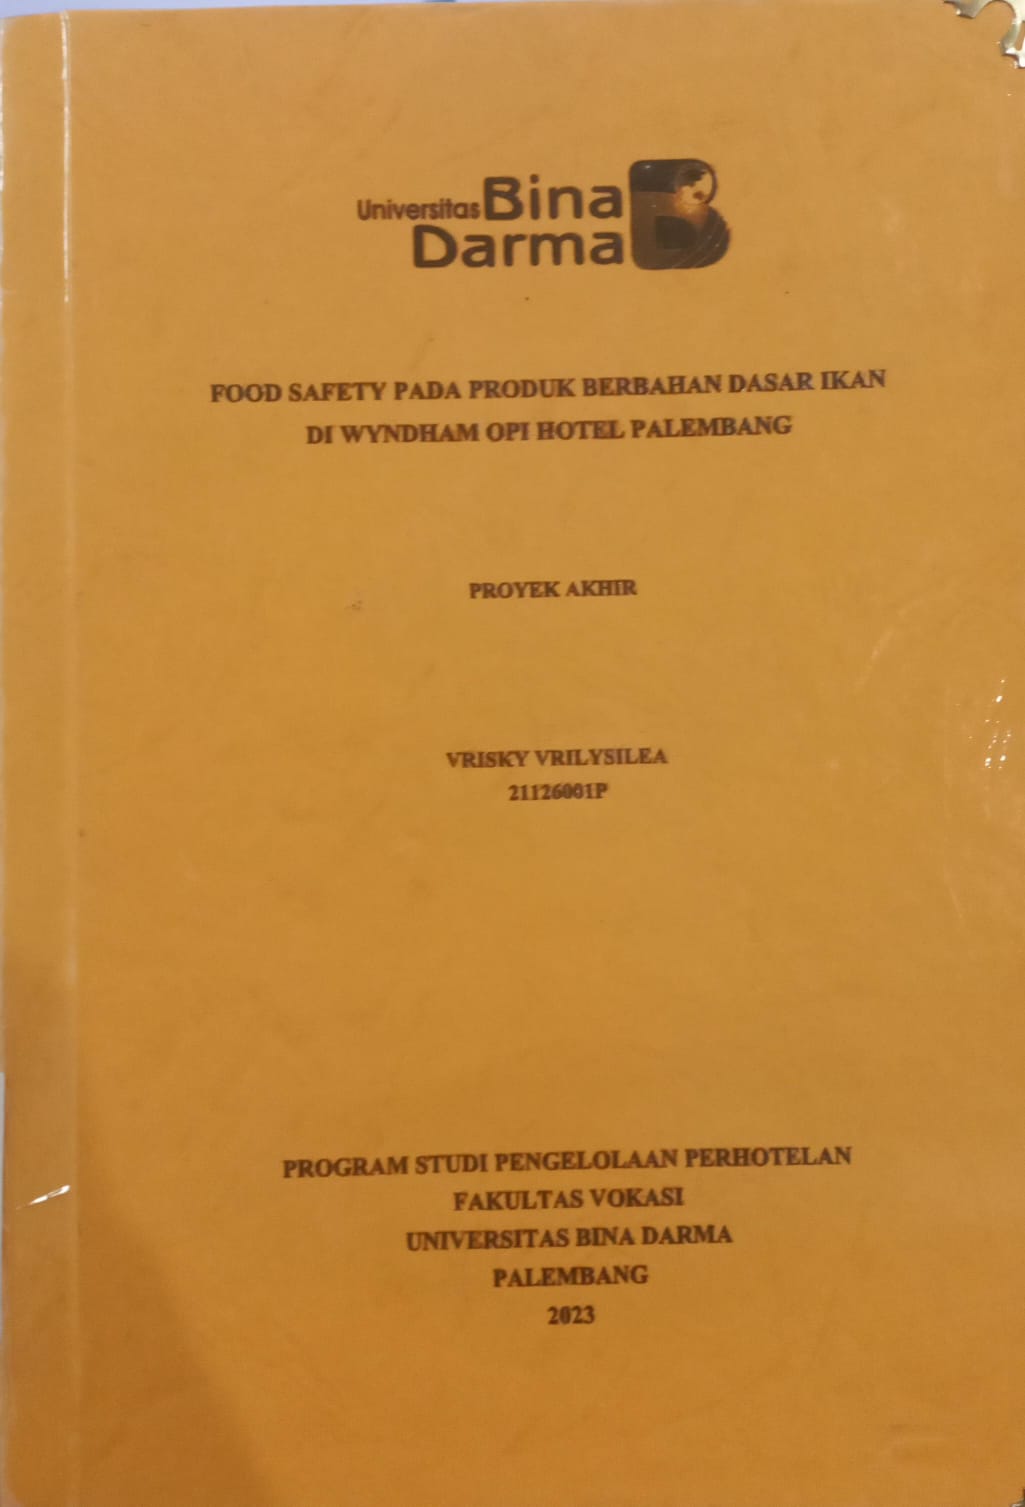 Universitas Bina
Darma
FOOD SAFETY PADA PRODUK BERBAHAN DASAR IKAN
DI WYNDHAM OPI HOTEL PALEMBANG
PROYEK AKHIR
VRISKY VRILYSILEA
21126001P
PROGRAM STUDI PENGELOLAAN PERHOTELAN
FAKULTAS VOKASI
UNIVERSITAS BINA DARMA
PALEMBANG
2023